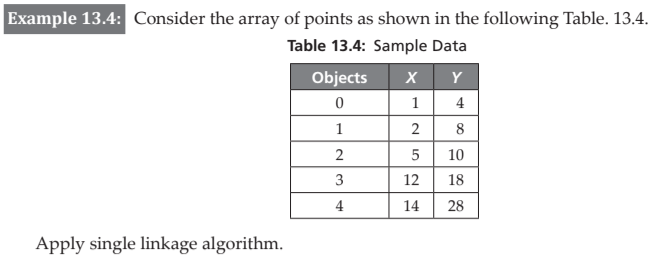 Example 13.4: Consider the array of points as shown in the following Table. 13.4.
Table 13.4: Sample Data
Objects X Y
0 1 4
1 2 8
2 5 10
3 12 18
4 14 28
Apply single linkage algorithm.